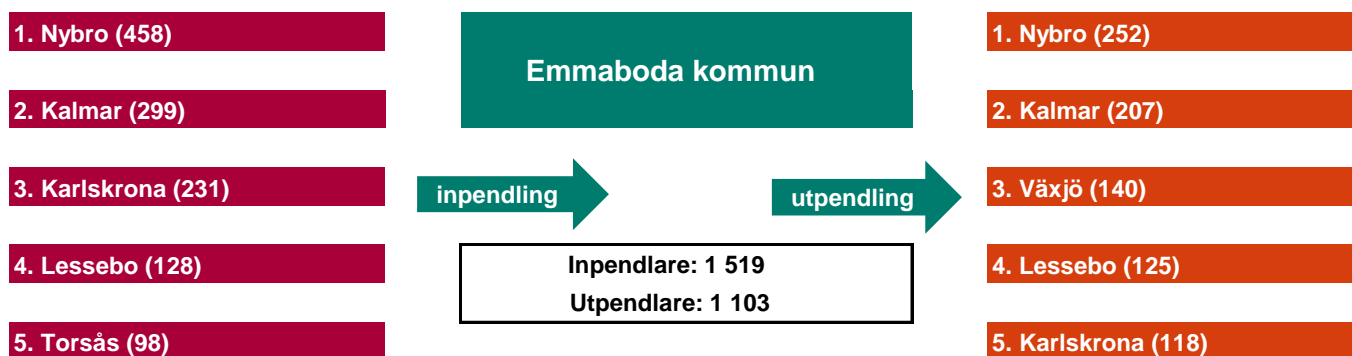 1. Nybro (458)
2. Kalmar (299)
3. Karlskrona (231)
4. Lessebo (128)
5. Torsås (98)
Emmaboda kommun
inpendling
utpendling
Inpendlare: 1 519
Utpendlare: 1 103
1. Nybro (252)
2. Kalmar (207)
3. Växjö (140)
4. Lessebo (125)
5. Karlskrona (118)